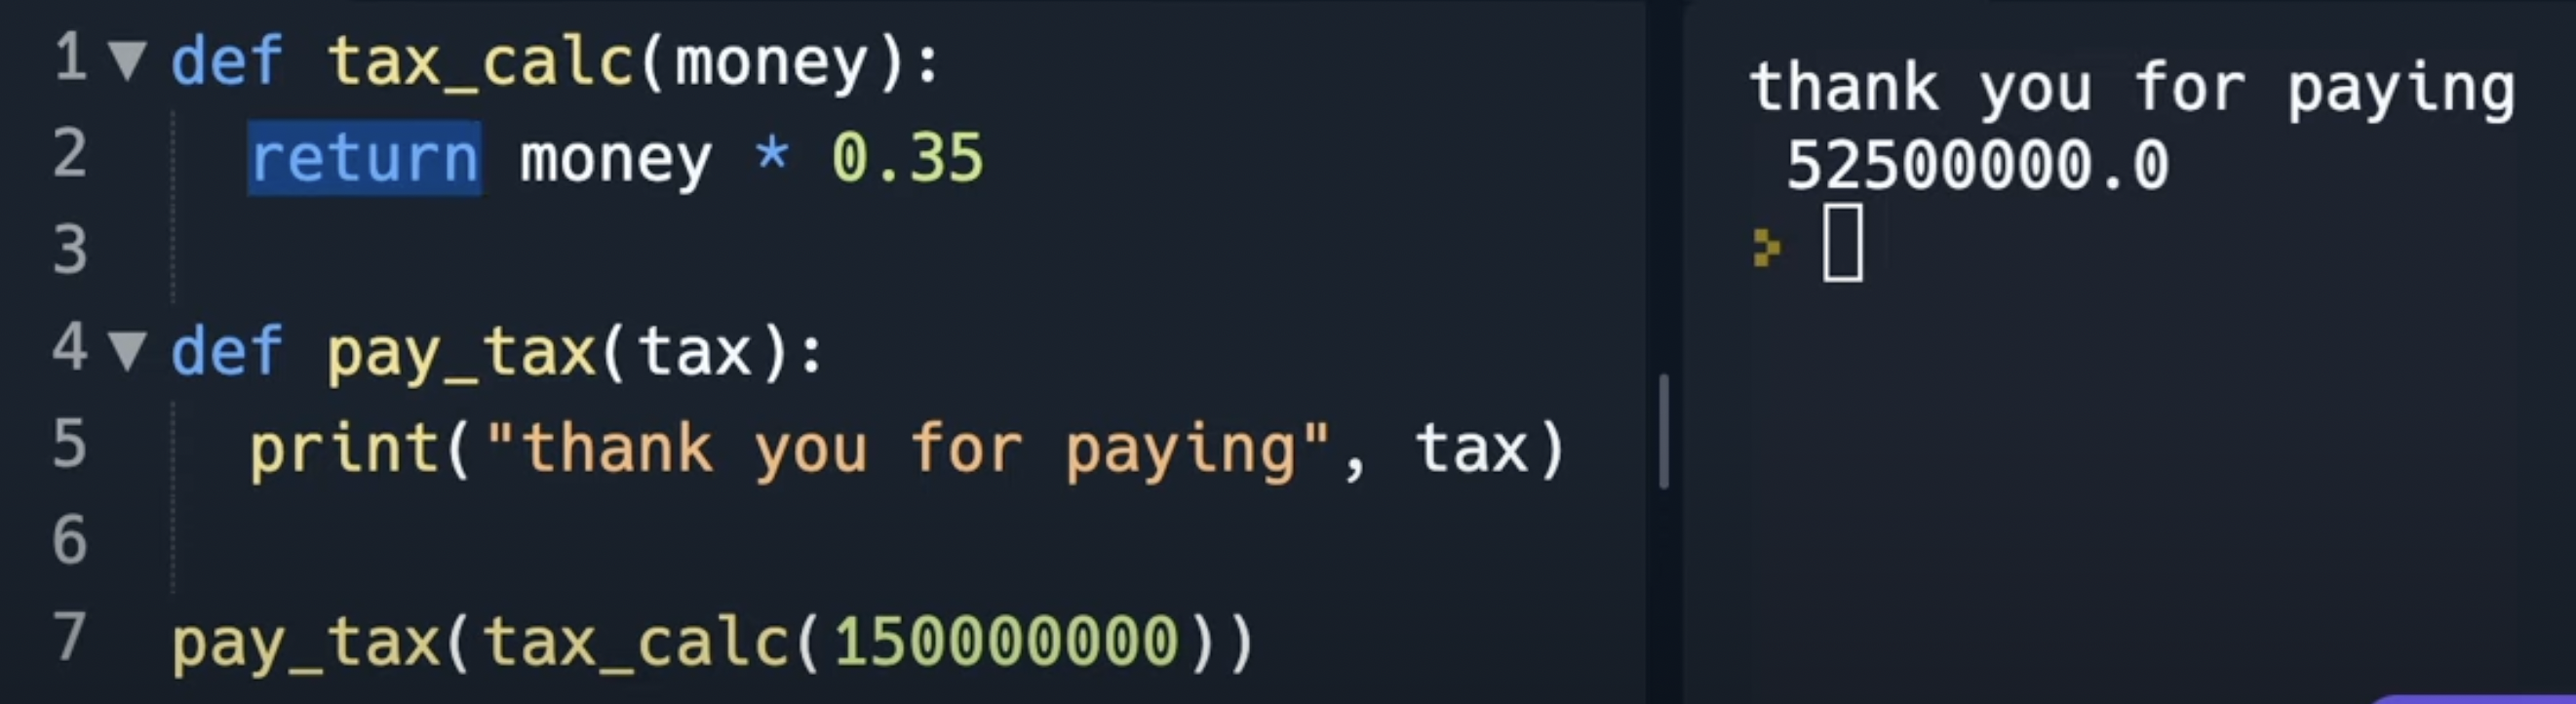 1 ▼ def tax_calc(money):
2 return money * 0.35
3
4 ▼ def pay_tax(tax):
5 print("thank you for paying", tax)
6
7 pay_tax(tax_calc(150000000))
thank you for paying
52500000.0
>